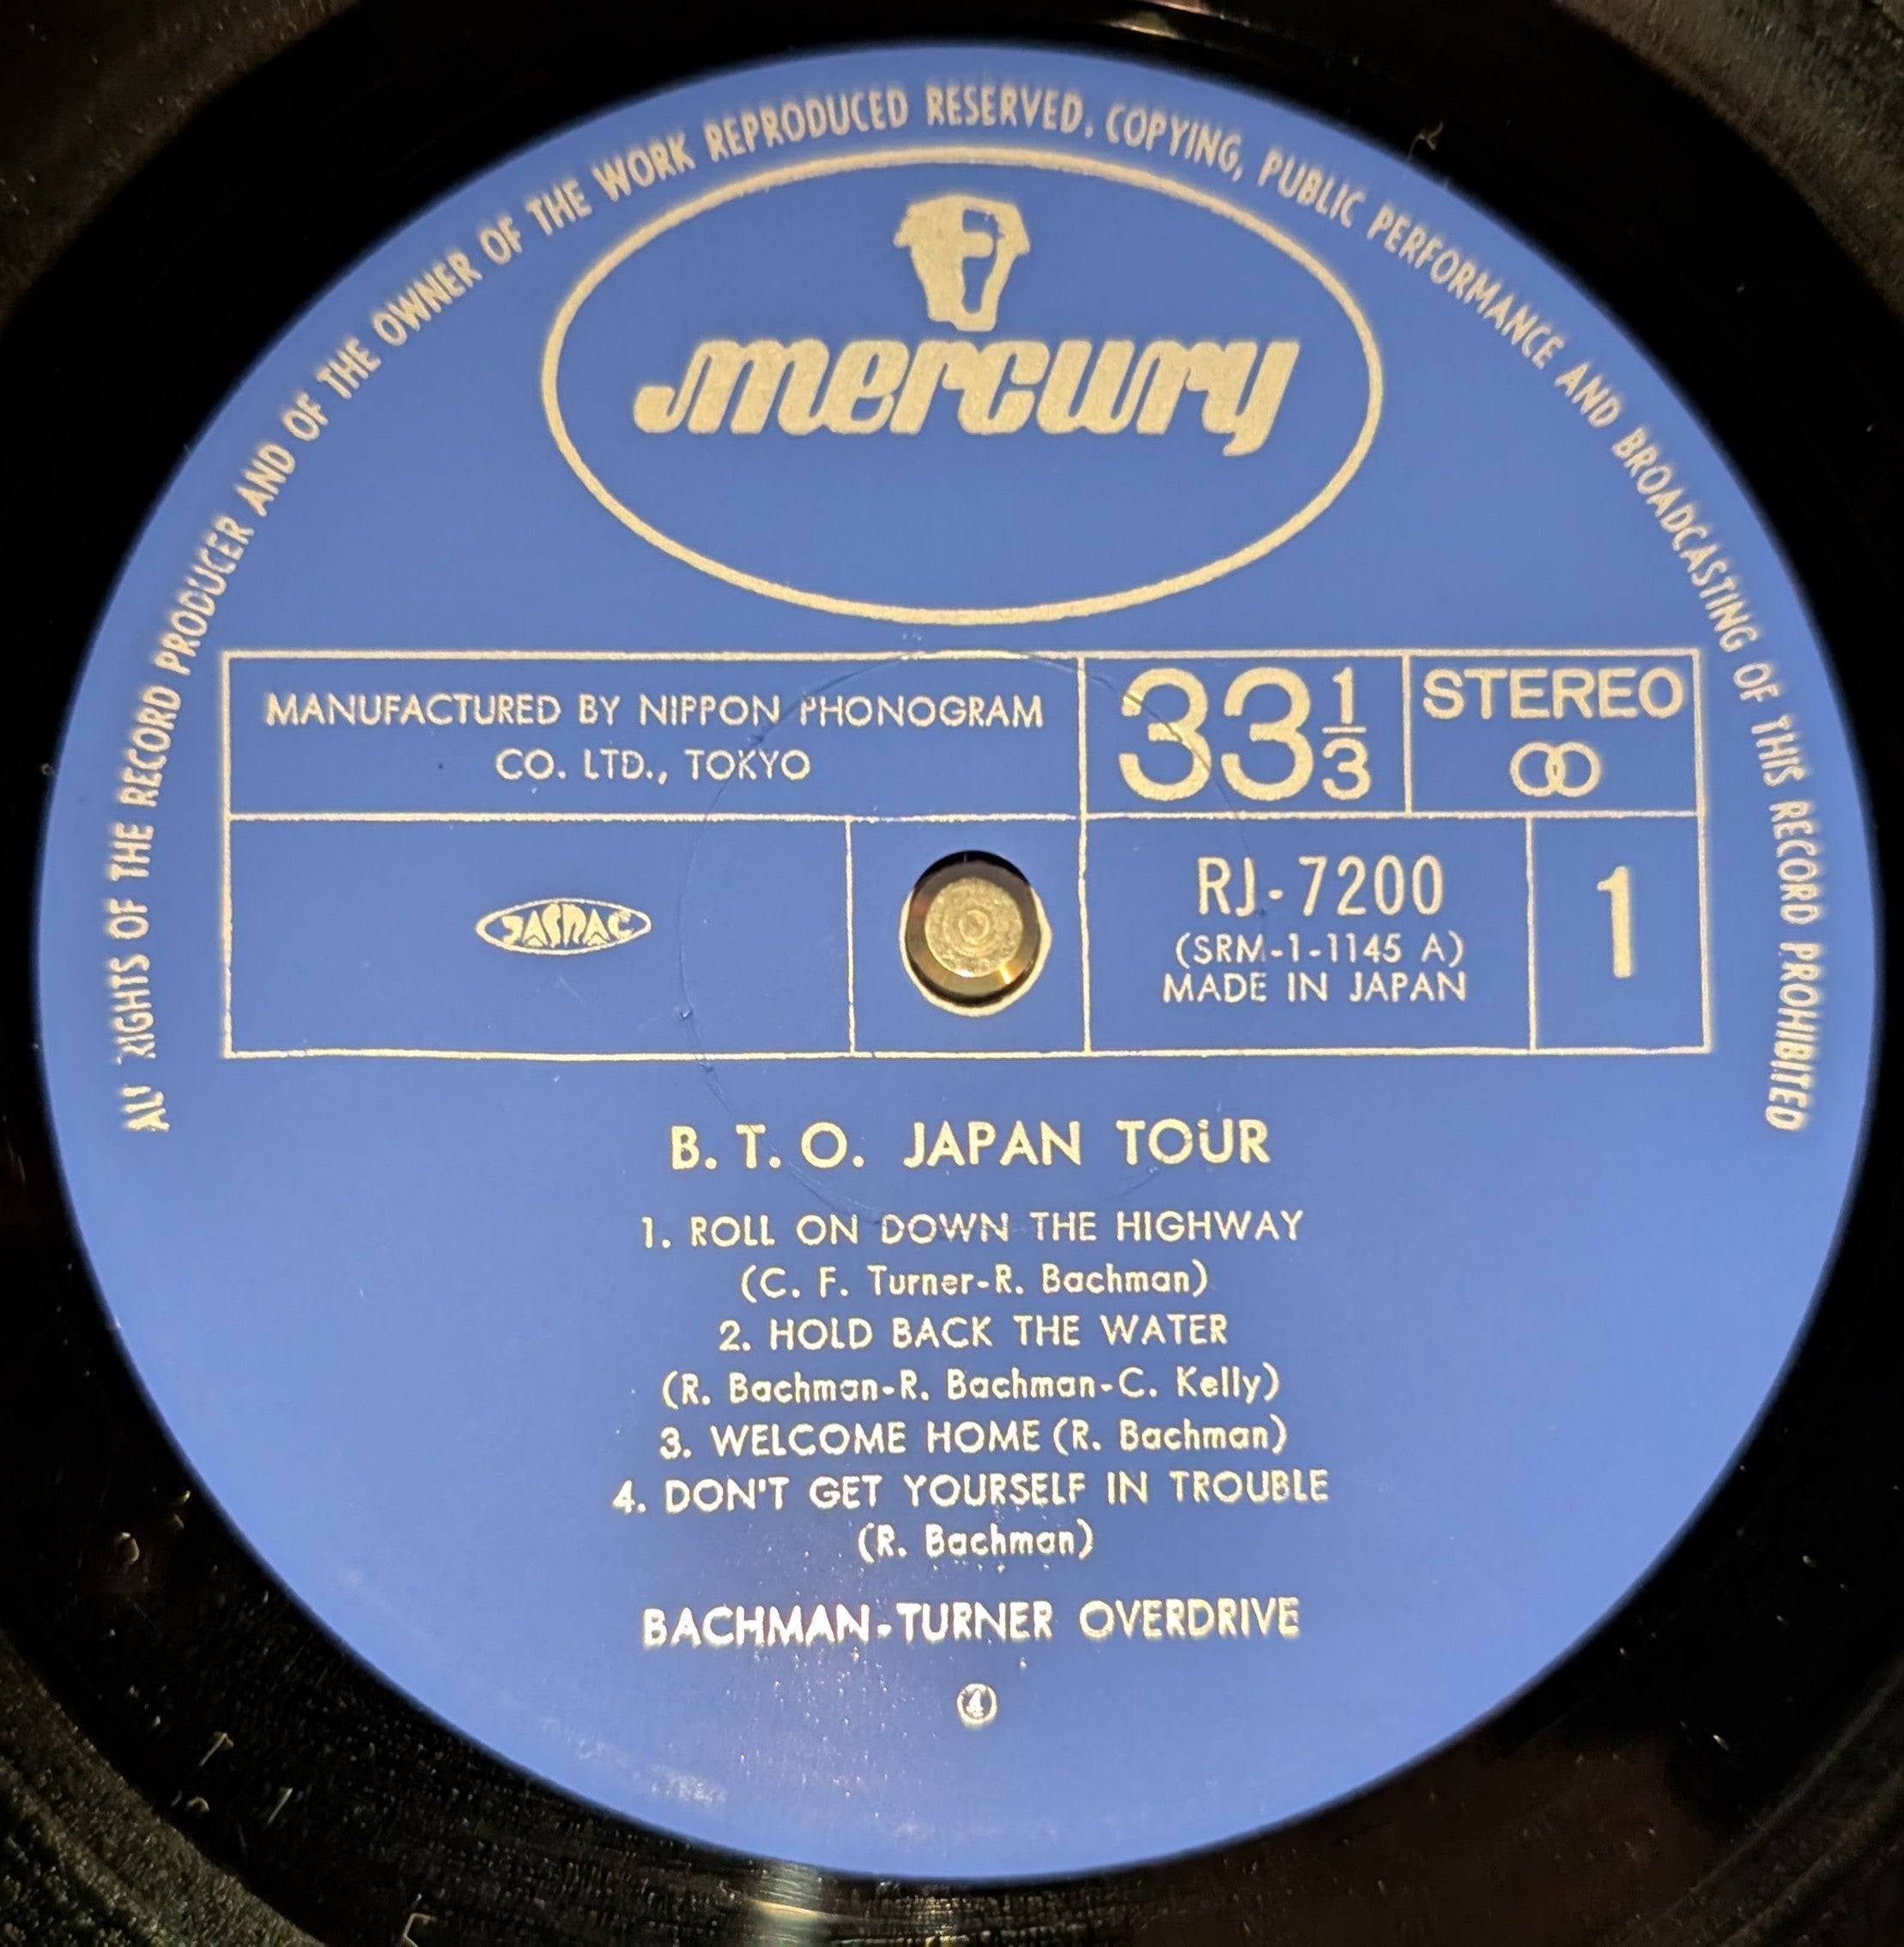 ALL RIGHTS OF THE RECORD PRODUCER AND OF THE OWNER OF THE WORK REPRODUCED RESERVED. COPYING, PUBLIC PERFORMANCE AND BROADCASTING OF THIS RECORD PROHIBITED
mercury
MANUFACTURED BY NIPPON PHONOGRAM
CO. LTD., TOKYO
33 1/3
STEREO
JASRAC
RJ-7200
(SRM-1-1145 A)
MADE IN JAPAN
1
B. T. O. JAPAN TOUR
1. ROLL ON DOWN THE HIGHWAY
(C. F. Turner-R. Bachman)
2. HOLD BACK THE WATER
(R. Bachman-R. Bachman-C. Kelly)
3. WELCOME HOME (R. Bachman)
4. DON'T GET YOURSELF IN TROUBLE
(R. Bachman)
BACHMAN-TURNER OVERDRIVE
④